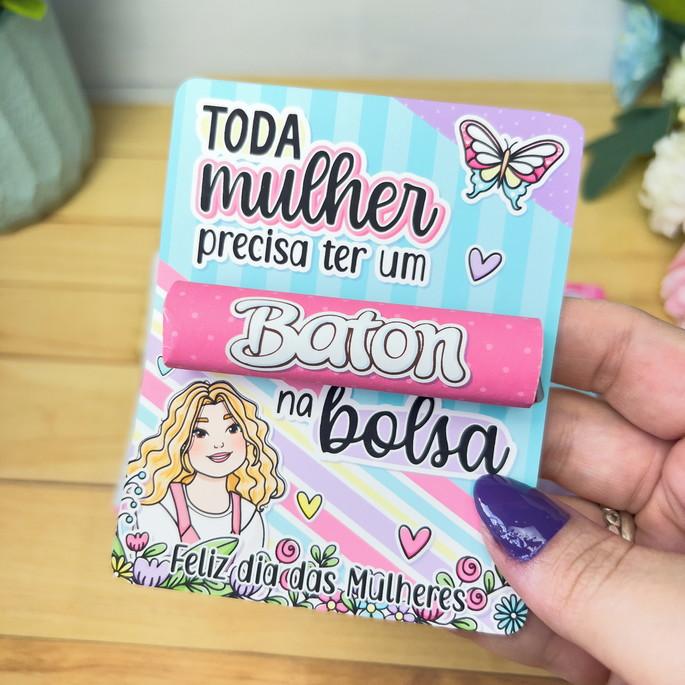 TODA
mulher
precisa ter um
Baton
na bolsa
Feliz dia das Mulheres